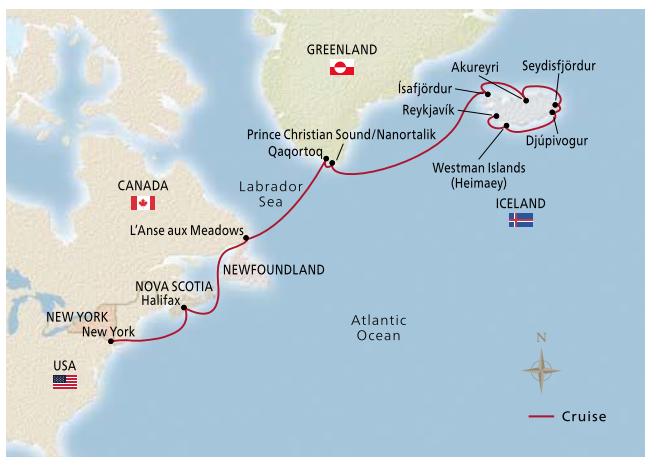 GREENLAND
Akureyri
Seydisfjördur
Ísafjördur
Reykjavík
Prince Christian Sound/Nanortalik
Qaqortoq
Djúpivogur
Westman Islands
(Heimaey)
CANADA
Labrador
Sea
ICELAND
L'Anse aux Meadows
NEWFOUNDLAND
NOVA SCOTIA
Halifax
NEW YORK
New York
Atlantic
Ocean
N
USA
Cruise